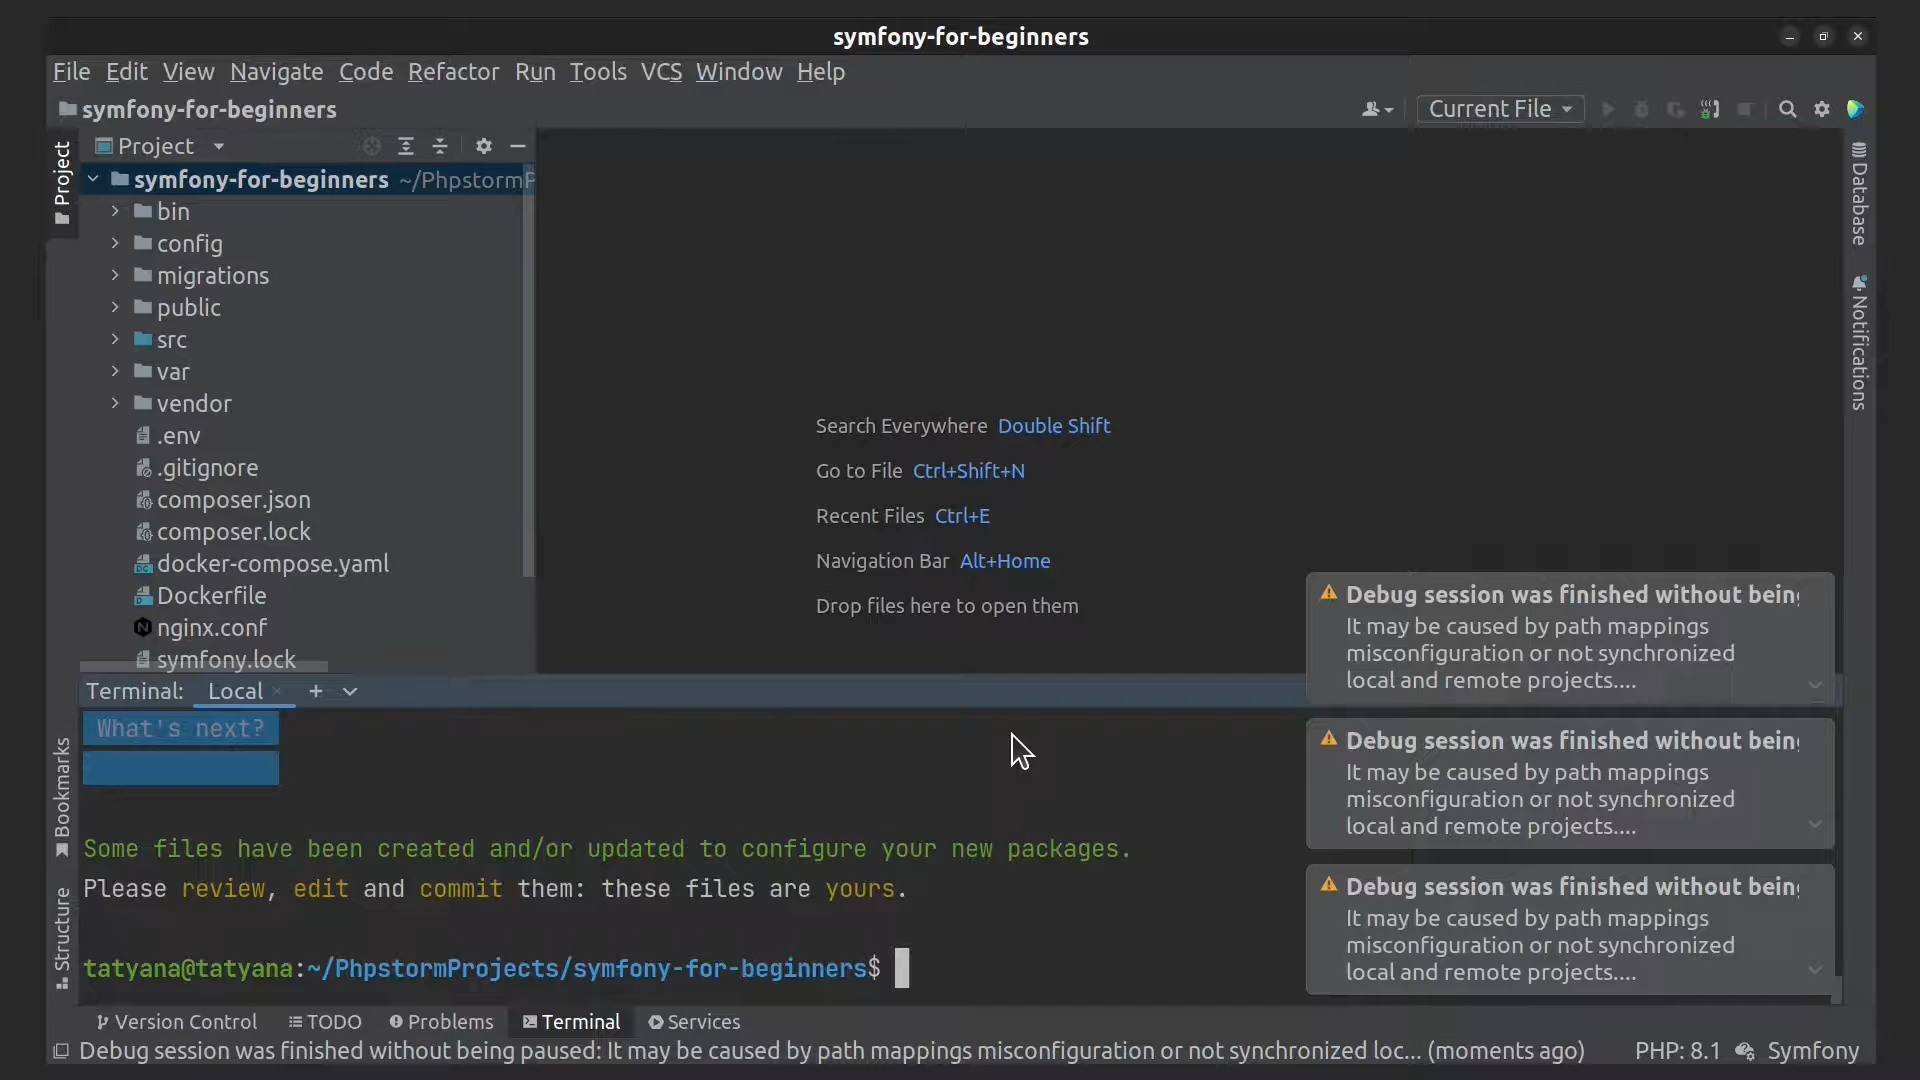 symfony-for-beginners
File Edit View Navigate Code Refactor Run Tools VCS Window Help
symfony-for-beginners
Current File
Project
Project
symfony-for-beginners ~/PhpstormP
bin
config
migrations
public
src
var
vendor
.env
.gitignore
composer.json
composer.lock
docker-compose.yaml
Dockerfile
nginx.conf
symfony.lock
Search Everywhere Double Shift
Go to File Ctrl+Shift+N
Recent Files Ctrl+E
Navigation Bar Alt+Home
Drop files here to open them
Database
Notifications
Debug session was finished without being
It may be caused by path mappings
misconfiguration or not synchronized
local and remote projects....
Debug session was finished without being
It may be caused by path mappings
misconfiguration or not synchronized
local and remote projects....
Debug session was finished without being
It may be caused by path mappings
misconfiguration or not synchronized
local and remote projects....
Terminal: Local
What's next?
Some files have been created and/or updated to configure your new packages.
Please review, edit and commit them: these files are yours.
tatyana@tatyana:~/PhpstormProjects/symfony-for-beginners$
Bookmarks
Structure
Version Control TODO Problems Terminal Services
Debug session was finished without being paused: It may be caused by path mappings misconfiguration or not synchronized loc... (moments ago) PHP: 8.1 Symfony